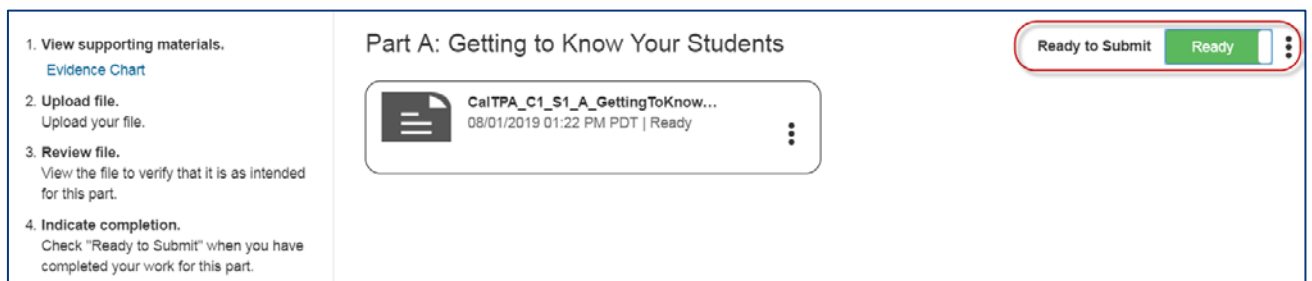 1. View supporting materials.
Evidence Chart
2. Upload file.
Upload your file.
3. Review file.
View the file to verify that it is as intended
for this part.
4. Indicate completion.
Check "Ready to Submit" when you have
completed your work for this part.
Part A: Getting to Know Your Students
CalTPA_C1_S1_A_GettingToKnow...
08/01/2019 01:22 PM PDT | Ready
Ready to Submit Ready